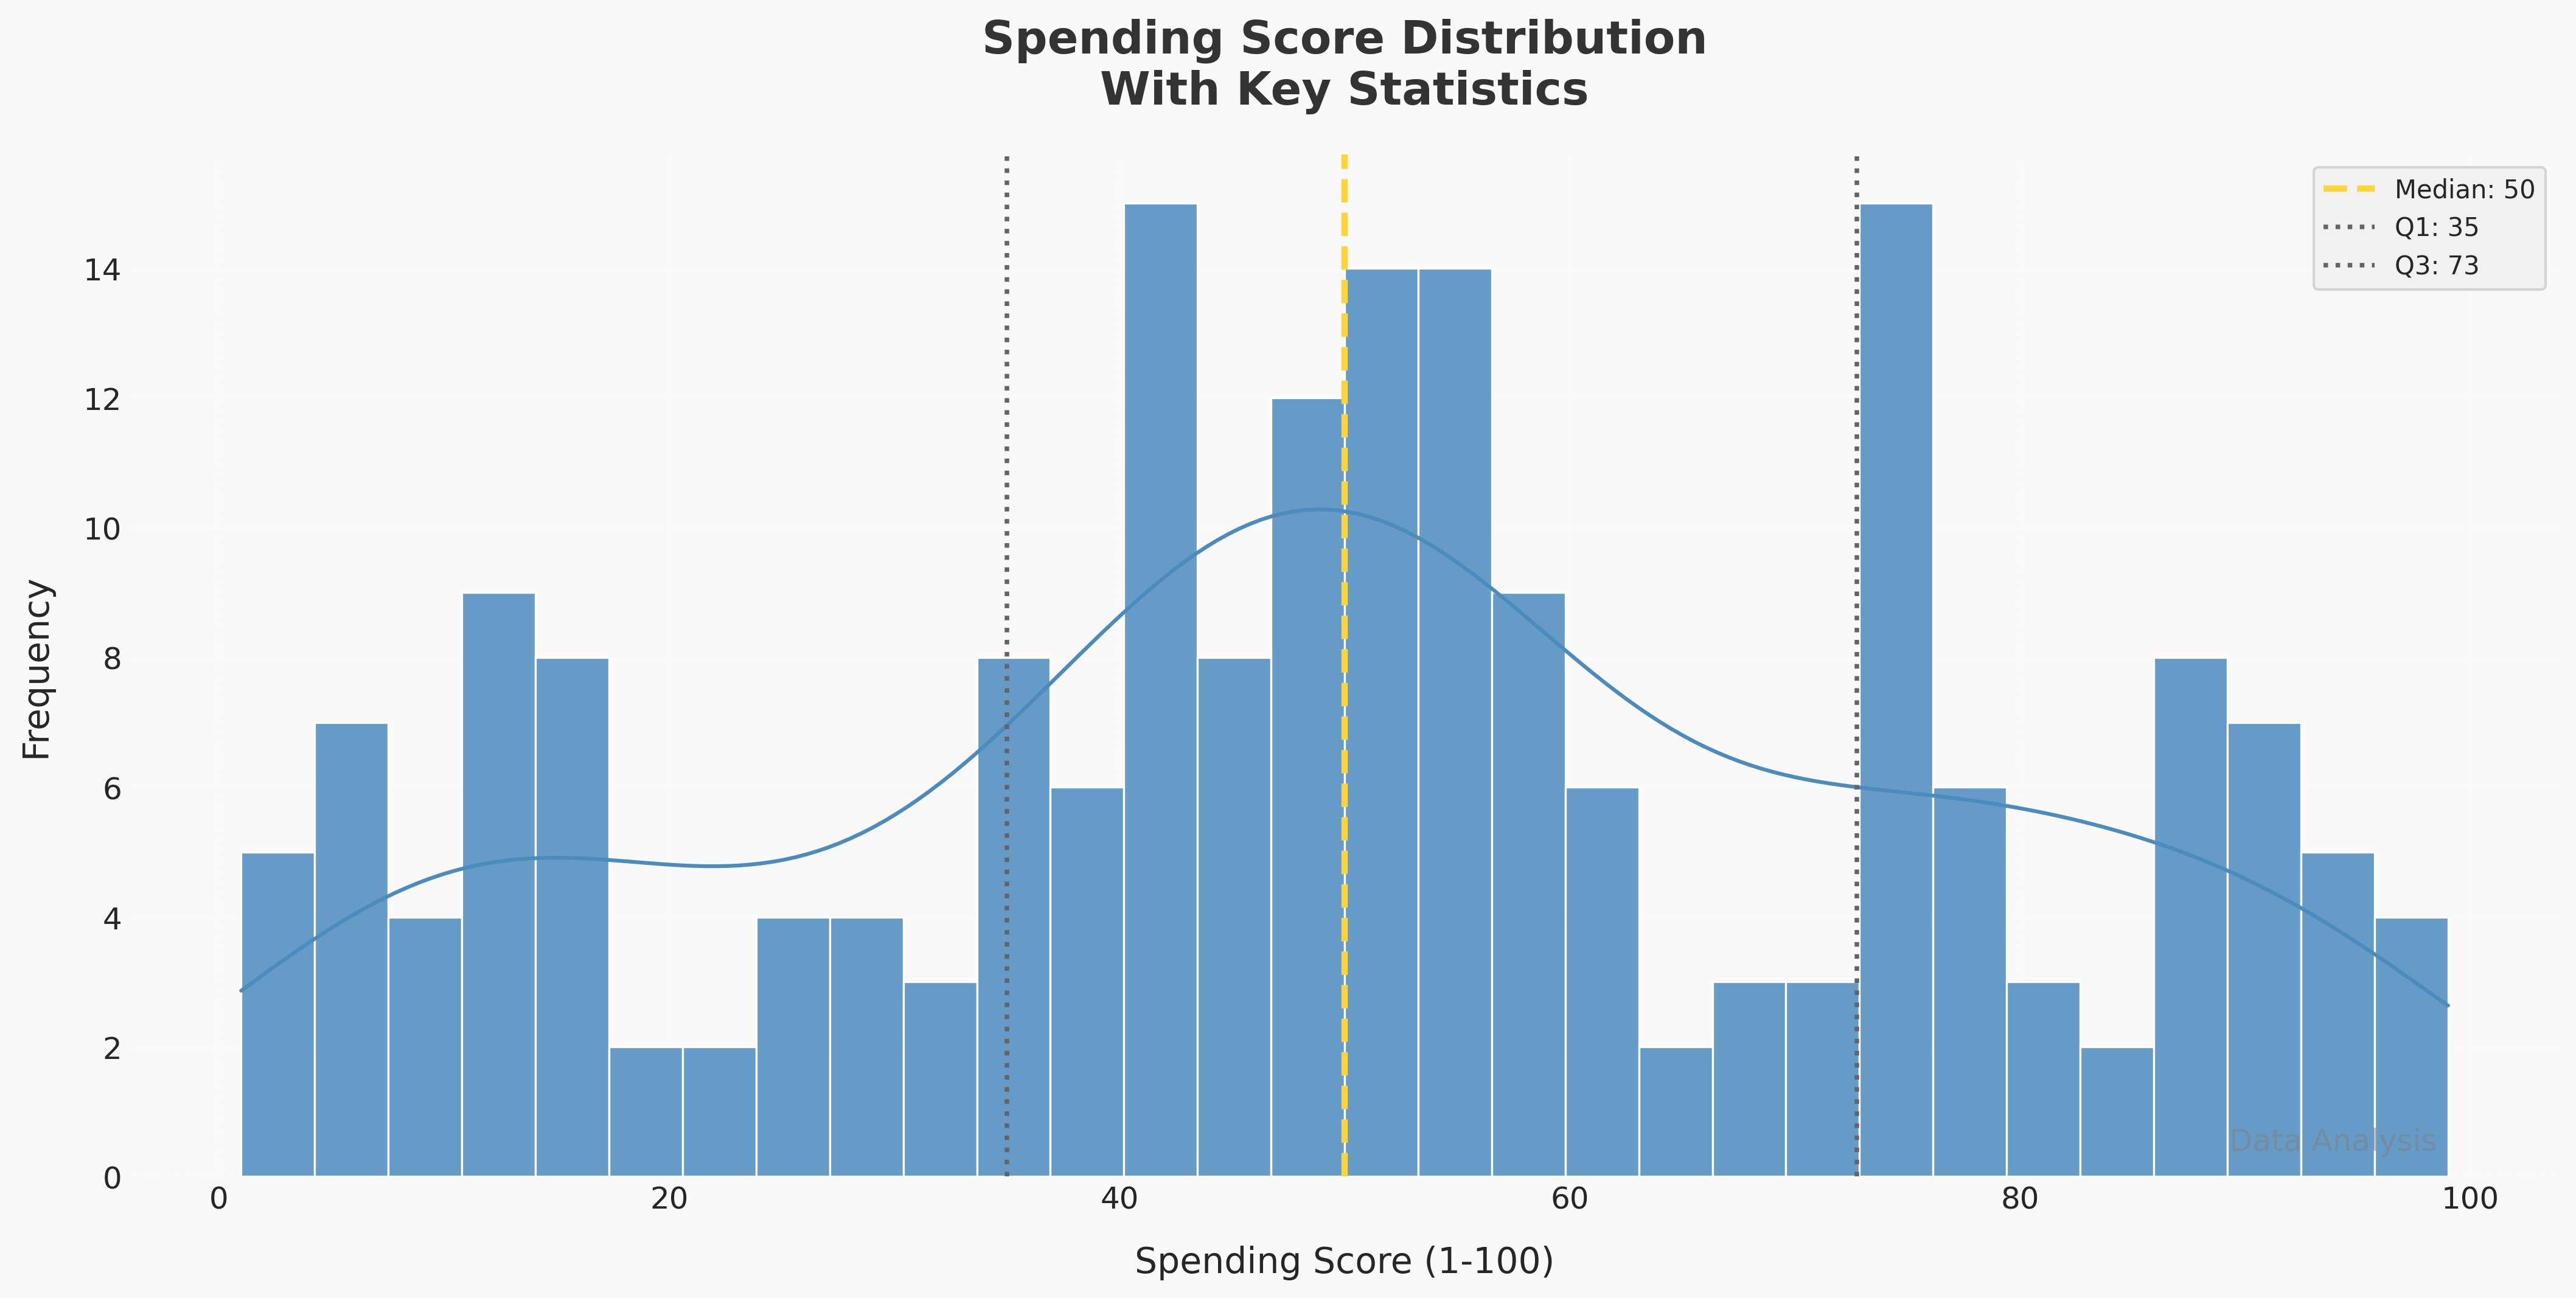 Spending Score Distribution
With Key Statistics
Median: 50
Q1: 35
Q3: 73
Frequency
14
12
10
8
6
4
2
0
0 20 40 60 80 100
Data Analysis
Spending Score (1-100)